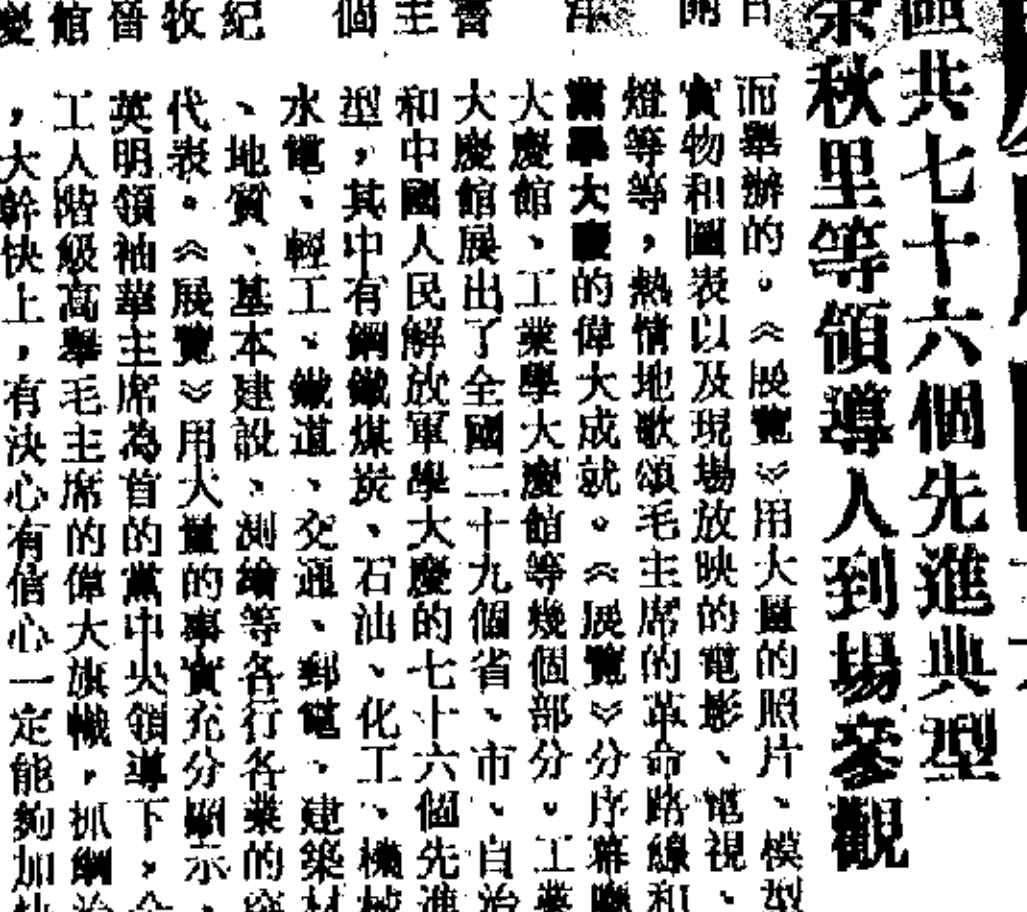 區共七十六個先進典型
余秋里等領導人到場參觀
而舉辦的。《展覽》用大量的照片、模型
實物和圖表以及現場放映的電影、電視、
燈等等，熱情地歌頌毛主席的革命路線和
業學大慶的偉大成就。《展覽》分序幕廳
大慶館、工業學大慶館等幾個部分。工業
大慶館展出了全國二十九個省、市、自治
和中國人民解放軍學大慶的七十六個先進
型，其中有鋼鐵煤炭、石油、化工、機械
水電、輕工、鐵道、交通、郵電、建築材
、地質、基本建設、測繪等各行各業的突
代表。《展覽》用大量的事實充分顯示，
英明領袖華主席為首的黨中央領導下，全
工人階級高舉毛主席的偉大旗幟，抓綱治
，大幹快上，有決心有信心一定能夠加快
個主
館晉牧紀